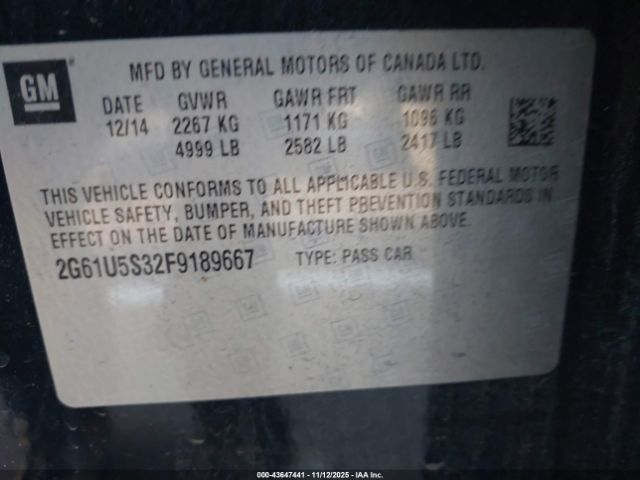 GM
MFD BY GENERAL MOTORS OF CANADA LTD.
DATE GVWR GAWR FRT GAWR RR
12/14 2267 KG 1171 KG 1096 KG
4999 LB 2582 LB 2417 LB
THIS VEHICLE CONFORMS TO ALL APPLICABLE U.S. FEDERAL MOTOR
VEHICLE SAFETY, BUMPER, AND THEFT PREVENTION STANDARDS IN
EFFECT ON THE DATE OF MANUFACTURE SHOWN ABOVE.
2G61U5S32F9189667 TYPE: PASS CAR
000-43647441 - 11/12/2025 - © IAA Inc.